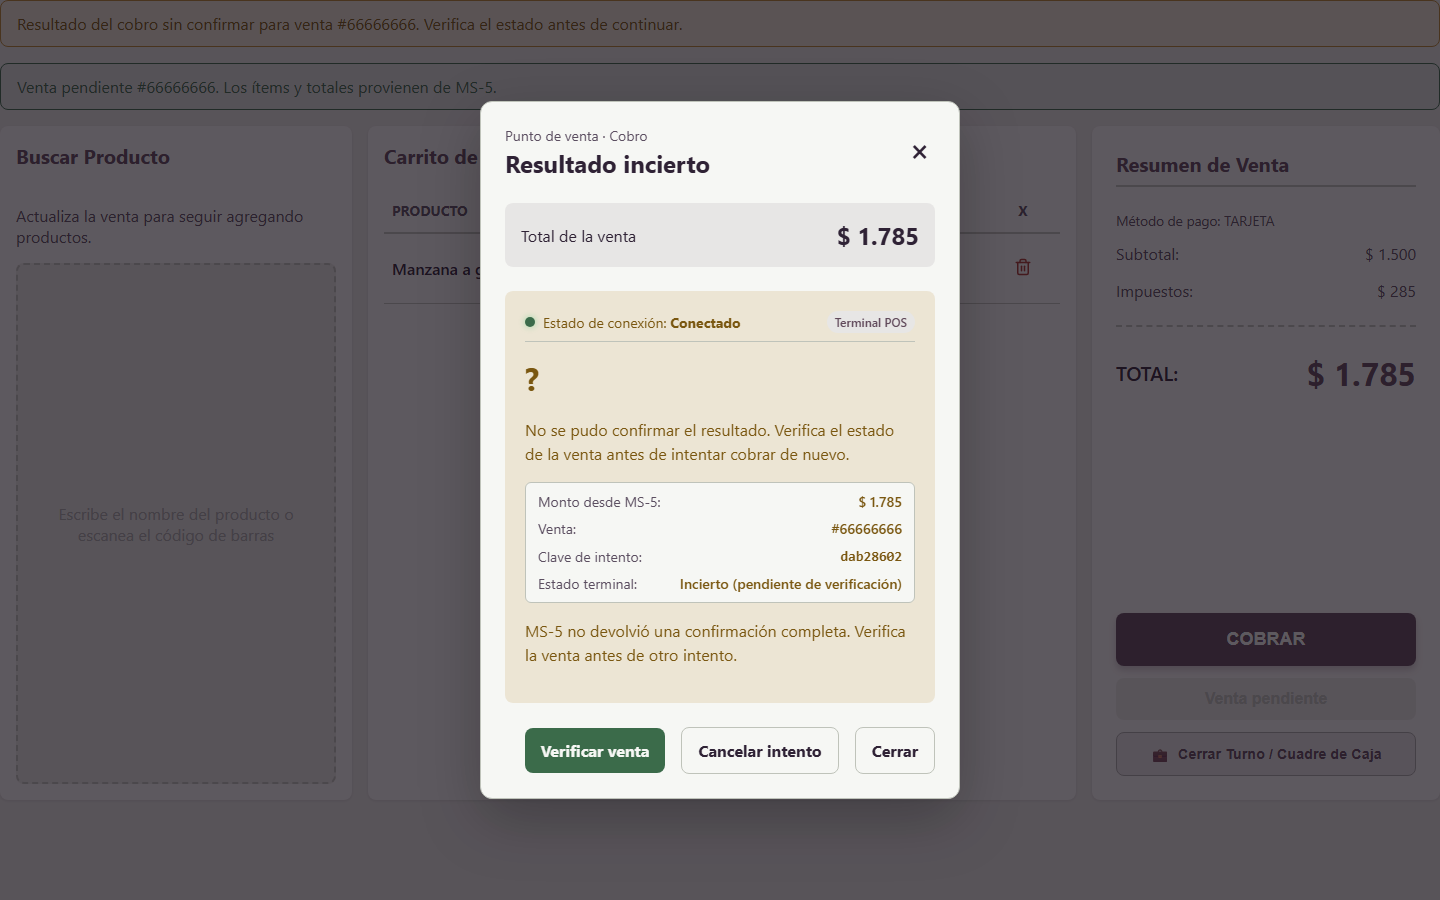 Resultado del cobro sin confirmar para venta #66666666. Verifica el estado antes de continuar.
Venta pendiente #66666666. Los ítems y totales provienen de MS-5.
Buscar Producto
Actualiza la venta para seguir agregando
productos.
Escribe el nombre del producto o
escanea el código de barras
Carrito de
PRODUCTO
X
Manzana a g
Punto de venta · Cobro
Resultado incierto
Total de la venta
$ 1.785
Estado de conexión: Conectado
Terminal POS
?
No se pudo confirmar el resultado. Verifica el estado
de la venta antes de intentar cobrar de nuevo.
Monto desde MS-5:
$ 1.785
Venta:
#66666666
Clave de intento:
dab28602
Estado terminal:
Incierto (pendiente de verificación)
MS-5 no devolvió una confirmación completa. Verifica
la venta antes de otro intento.
Verificar venta
Cancelar intento
Cerrar
Resumen de Venta
Método de pago: TARJETA
Subtotal:
$ 1.500
Impuestos:
$ 285
TOTAL:
$ 1.785
COBRAR
Venta pendiente
Cerrar Turno / Cuadre de Caja